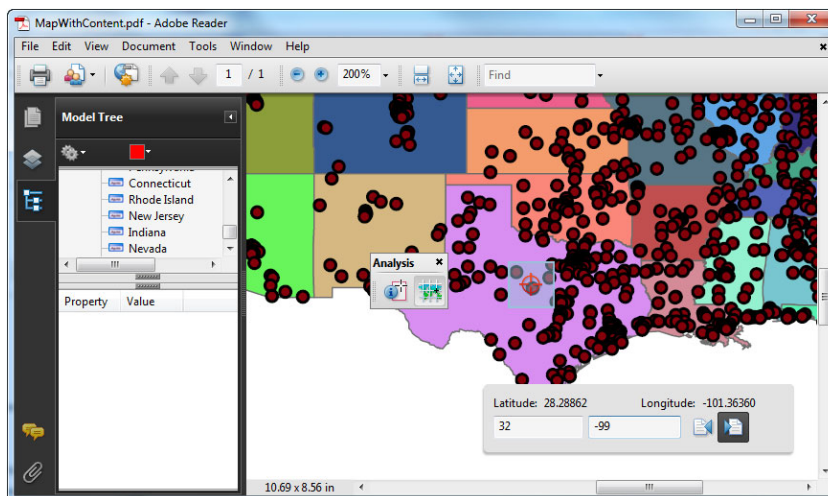 MapWithContent.pdf - Adobe Reader
File Edit View Document Tools Window Help
1 / 1 200% Find
Model Tree
Pennsylvania
Connecticut
Rhode Island
New Jersey
Indiana
Nevada
Property Value
Analysis
Latitude: 28.28862 Longitude: -101.36360
32 -99
10.69 x 8.56 in